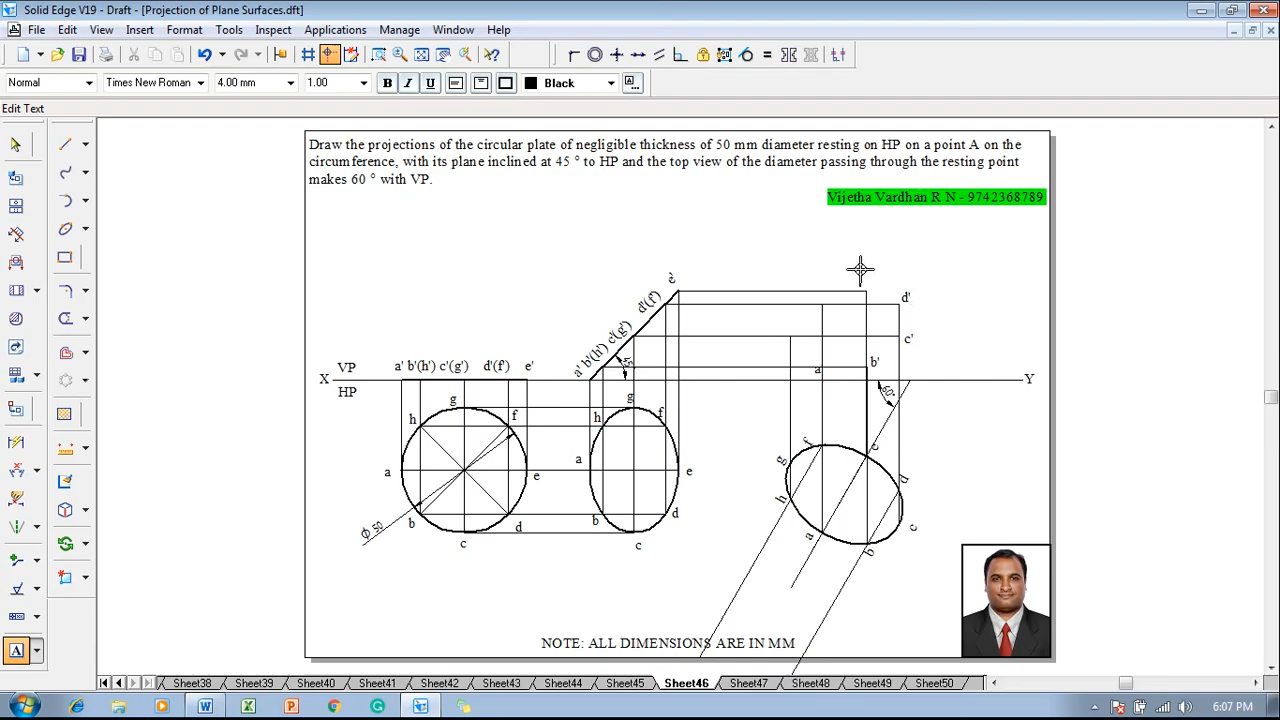 Solid Edge V19 - Draft - [Projection of Plane Surfaces.dft]
File Edit View Insert Format Tools Inspect Applications Manage Window Help
Normal Times New Roman 4.00 mm 1.00 B I U Black
Edit Text
Draw the projections of the circular plate of negligible thickness of 50 mm diameter resting on HP on a point A on the
circumference, with its plane inclined at 45 ° to HP and the top view of the diameter passing through the resting point
makes 60 ° with VP.
Vijetha Vardhan R N - 9742368789
e'
d'(f')
d'
c'(g')
c'
b'(h')
b'
a'
45°
VP a' b'(h') c'(g') d'(f') e'
a'
X Y
HP
60°
g g
h f h f
a e a e
b d b d
c c
Φ 50
f e
g d
h c
a b
NOTE: ALL DIMENSIONS ARE IN MM
Sheet38 Sheet39 Sheet40 Sheet41 Sheet42 Sheet43 Sheet44 Sheet45 Sheet46 Sheet47 Sheet48 Sheet49 Sheet50
6:07 PM